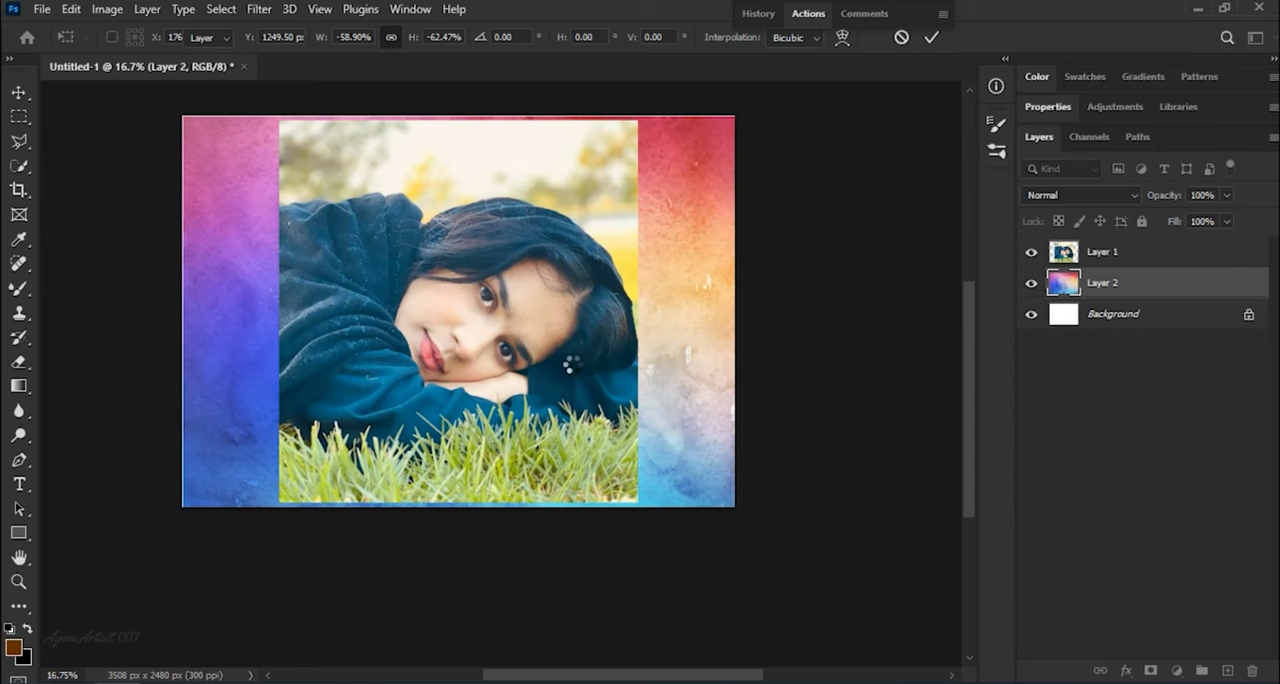 Ps File Edit Image Layer Type Select Filter 3D View Plugins Window Help
History Actions Comments
X: 176 Layer Y: 1249.50 p: W: -58.90% H: -62.47% 0.00 ° H: 0.00 ° V: 0.00 ° Interpolation: Bicubic
Untitled-1 @ 16.7% (Layer 2, RGB/8) * ×
Color Swatches Gradients Patterns
Properties Adjustments Libraries
Layers Channels Paths
Kind
Normal Opacity: 100%
Lock: Fill: 100%
Layer 1
Layer 2
Background
16.75% 3508 px x 2480 px (300 ppi)